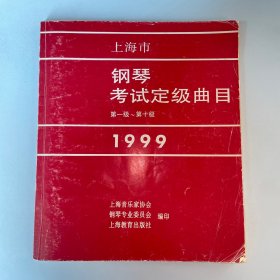 上海市
钢琴
考试定级曲目
第一级~第十级
1999
上海音乐家协会
钢琴专业委员会 编印
上海教育出版社